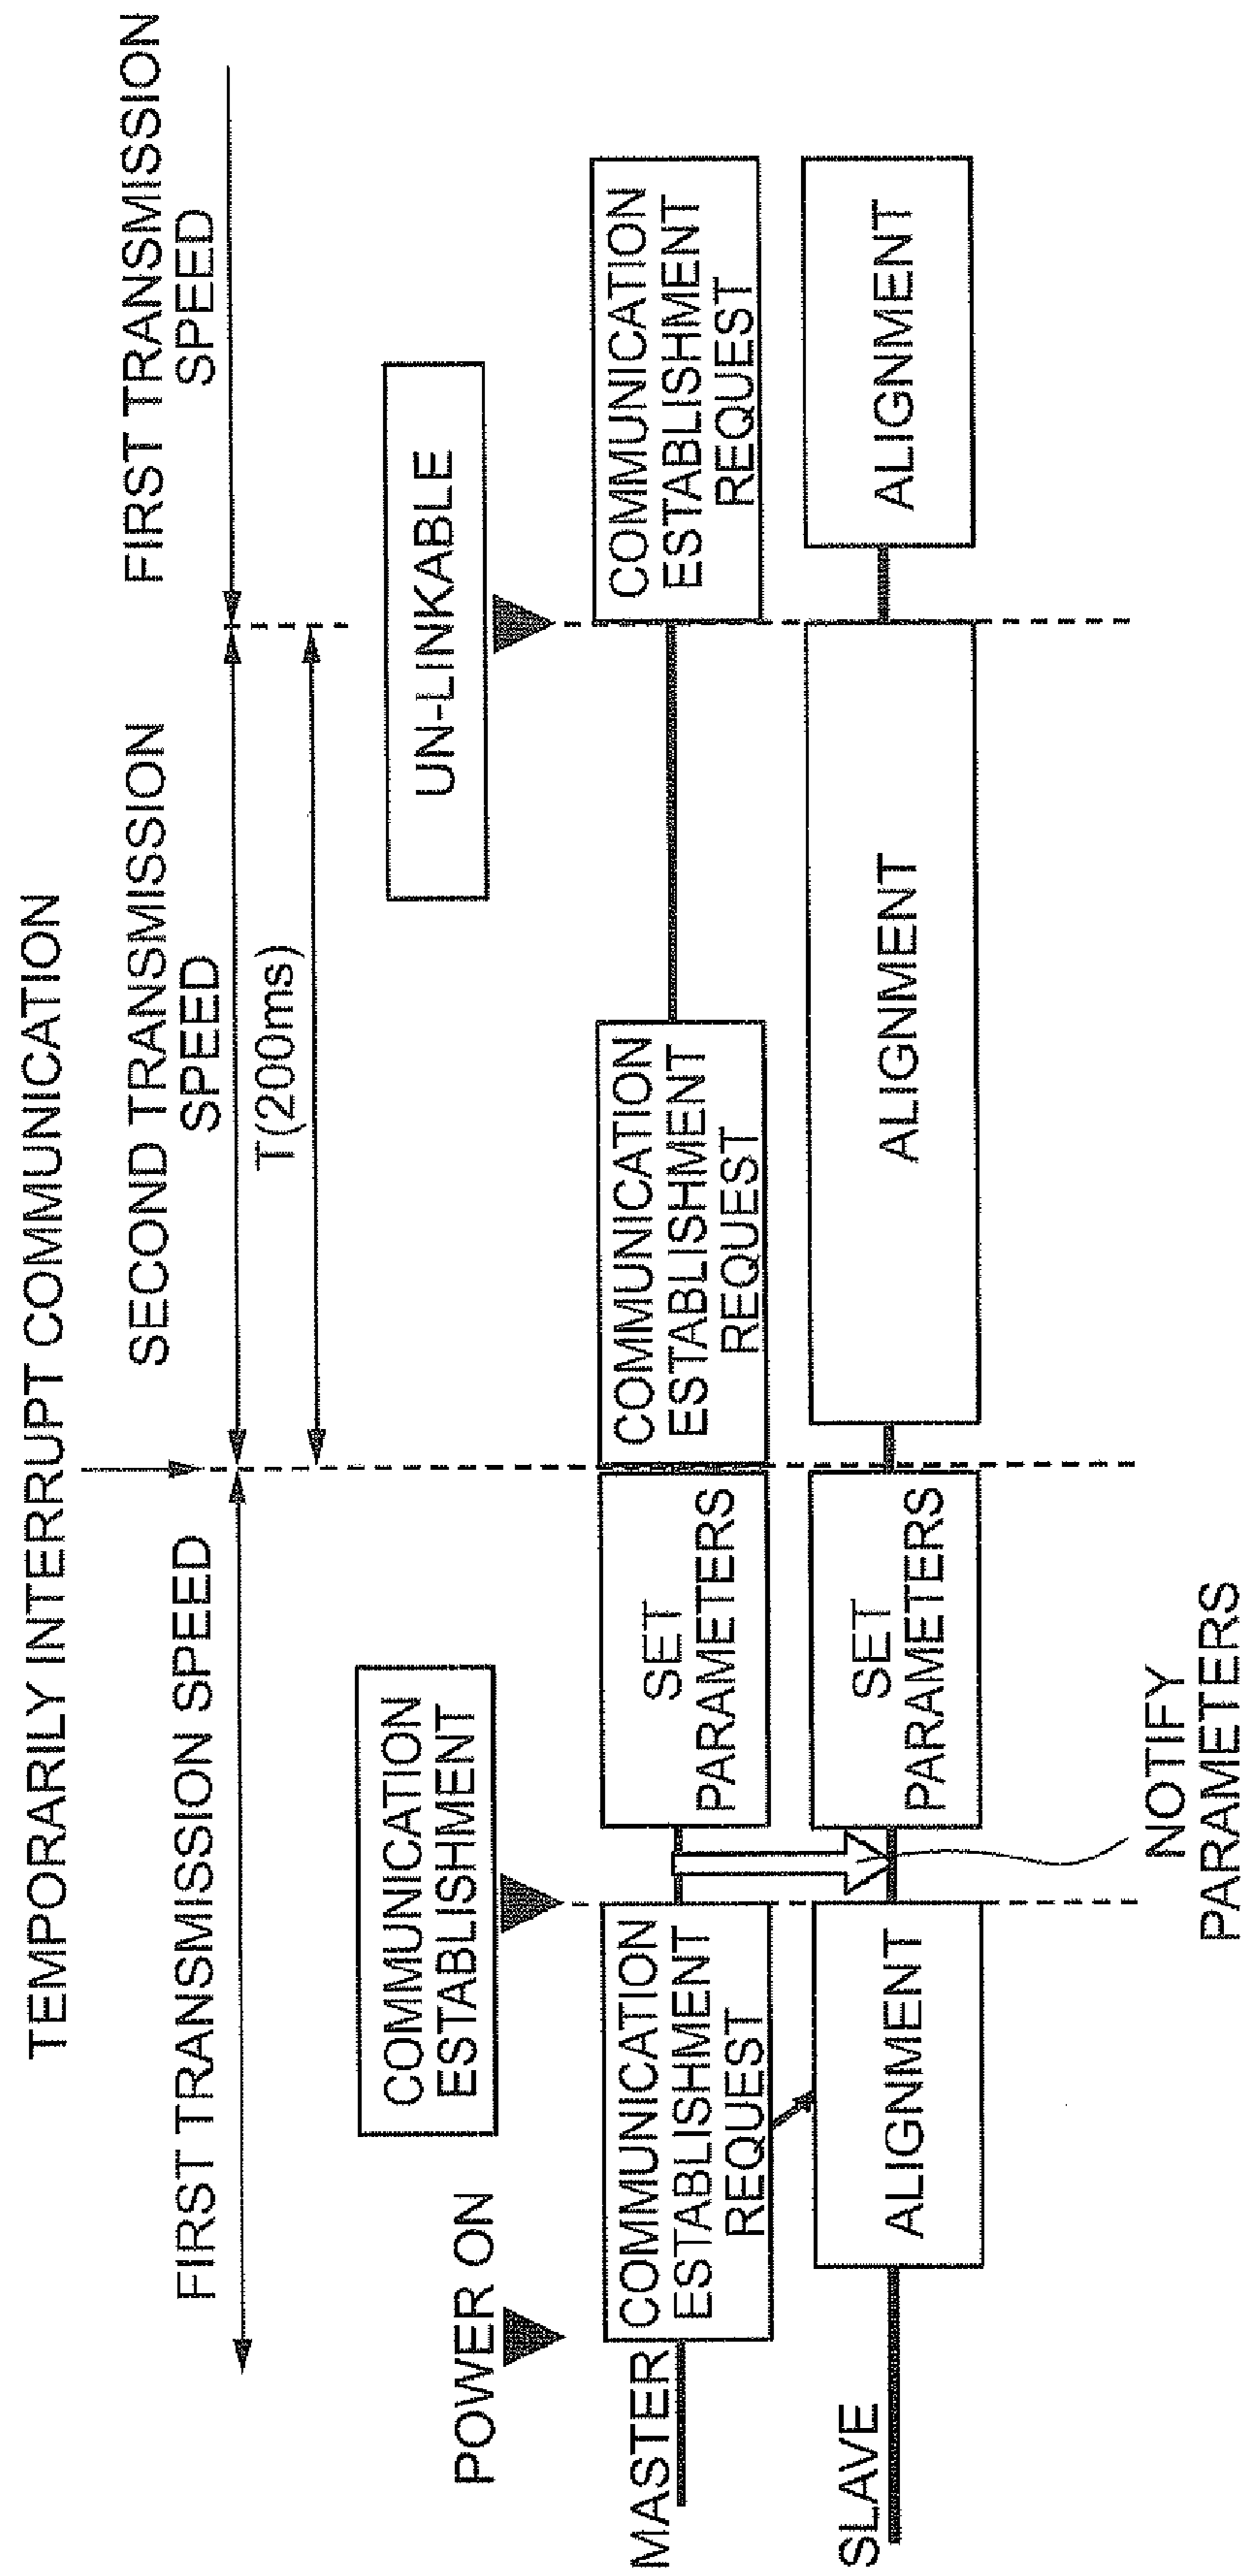 TEMPORARILY INTERRUPT COMMUNICATION
FIRST TRANSMISSION SPEED
SECOND TRANSMISSION
SPEED
FIRST TRANSMISSION
SPEED
T(200ms)
POWER ON
COMMUNICATION
ESTABLISHMENT
UN-LINKABLE
MASTER
COMMUNICATION
ESTABLISHMENT
REQUEST
SET
PARAMETERS
COMMUNICATION
ESTABLISHMENT
REQUEST
COMMUNICATION
ESTABLISHMENT
REQUEST
SLAVE
ALIGNMENT
SET
PARAMETERS
ALIGNMENT
ALIGNMENT
NOTIFY
PARAMETERS